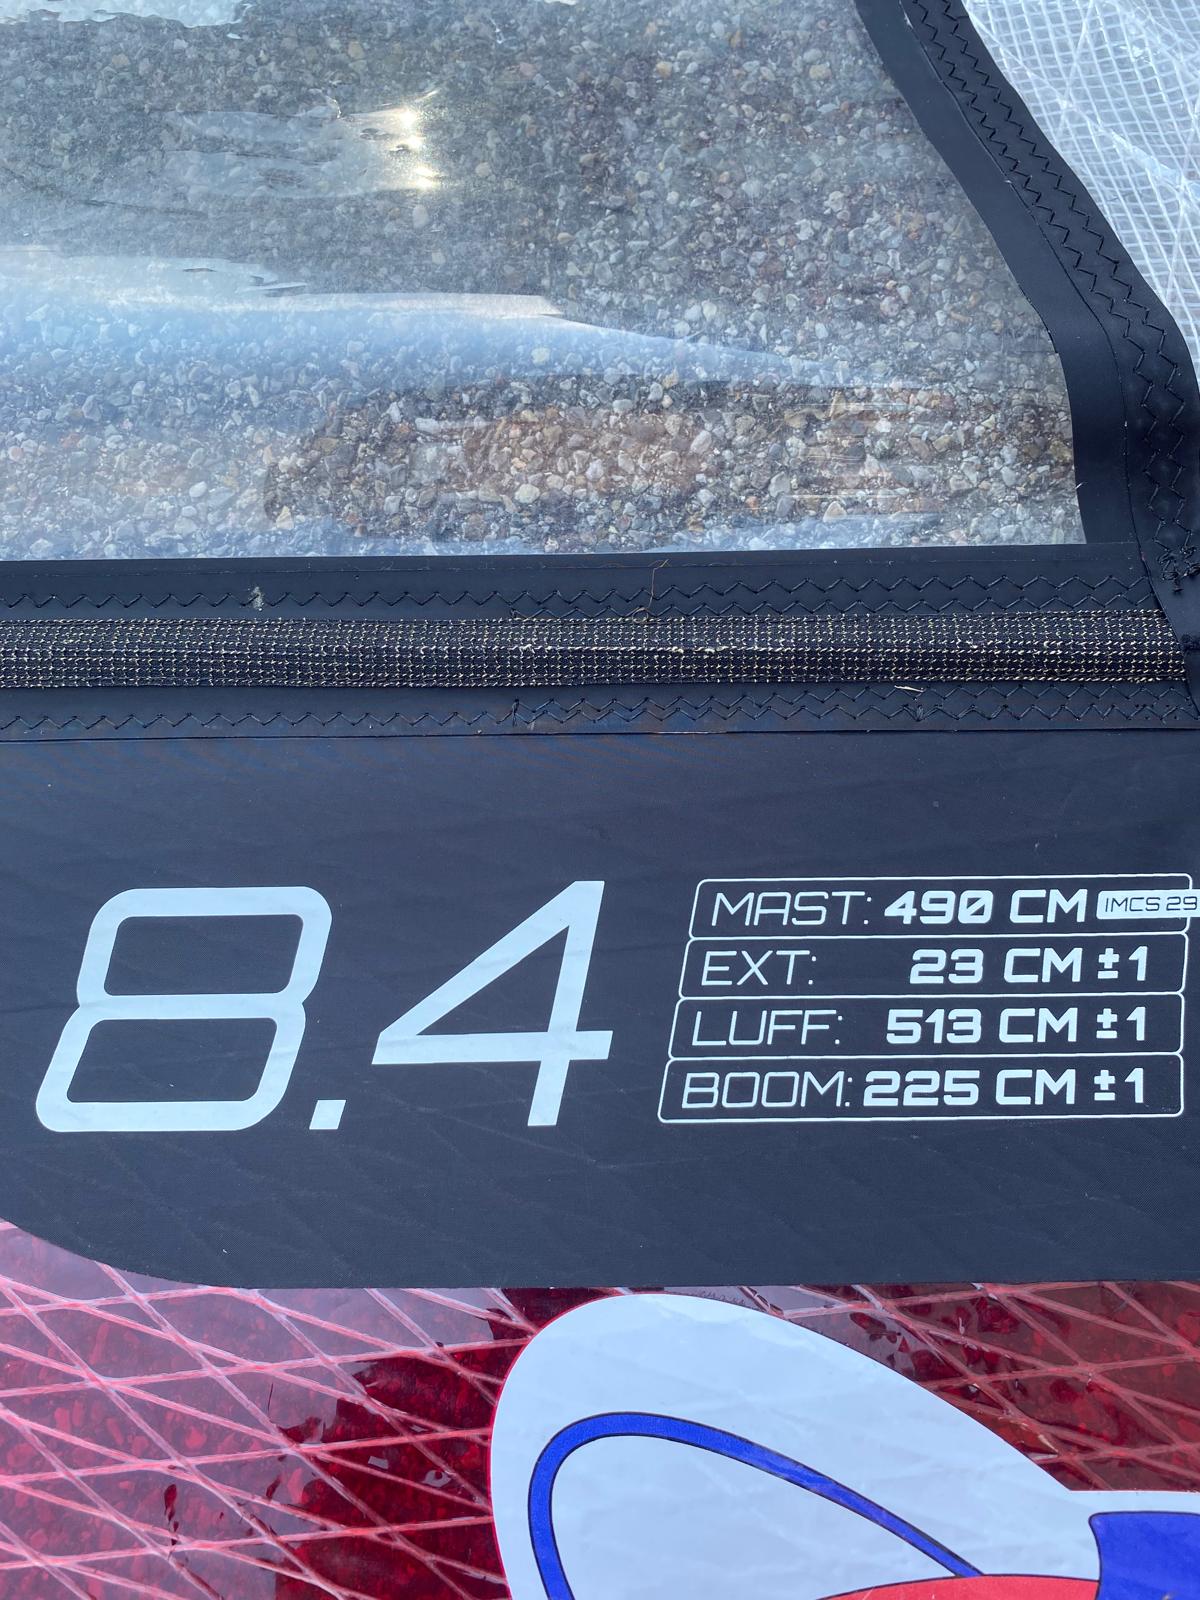 8.4
MAST: 490 CM IMCS 29
EXT: 23 CM ±1
LUFF: 513 CM ±1
BOOM: 225 CM ±1